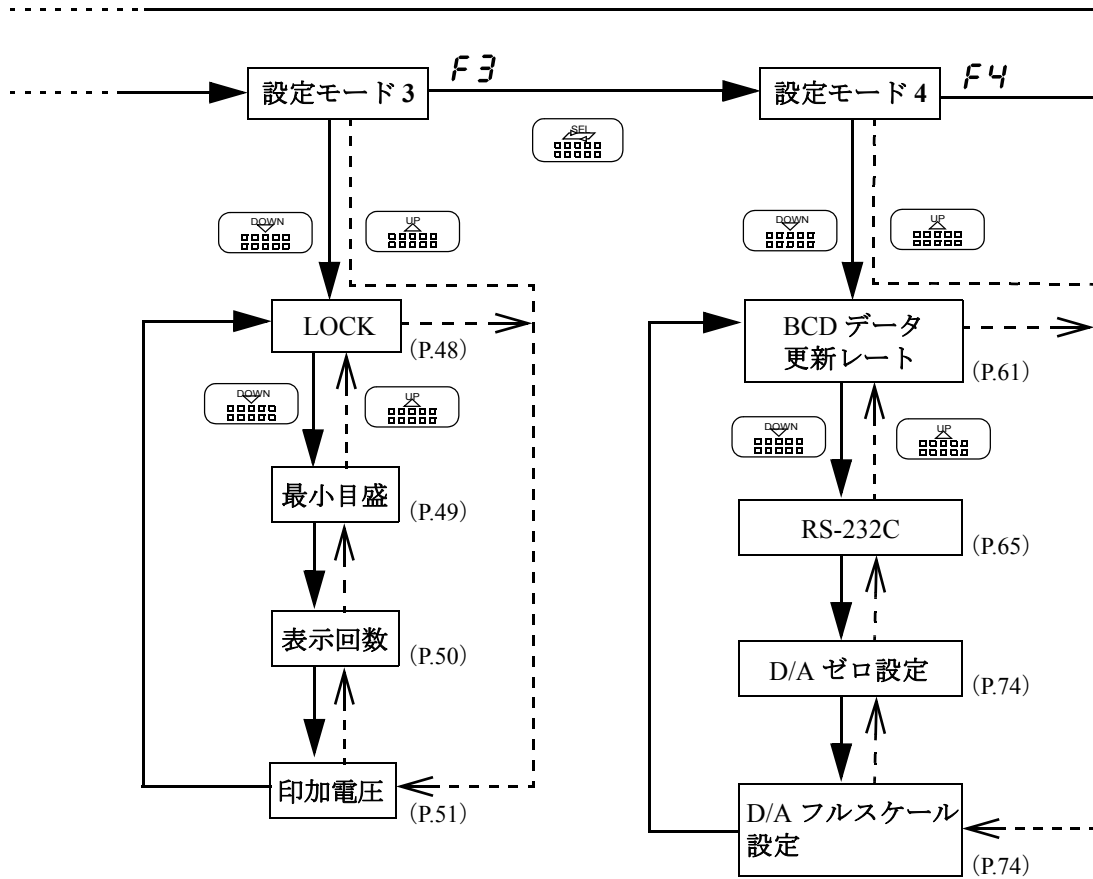 F3
F4
設定モード 3
設定モード 4
SEL
DOWN
UP
DOWN
UP
LOCK
(P.48)
BCD データ
更新レート
(P.61)
DOWN
UP
DOWN
UP
最小目盛
(P.49)
RS-232C
(P.65)
表示回数
(P.50)
D/A ゼロ設定
(P.74)
印加電圧
(P.51)
D/A フルスケール
設定
(P.74)